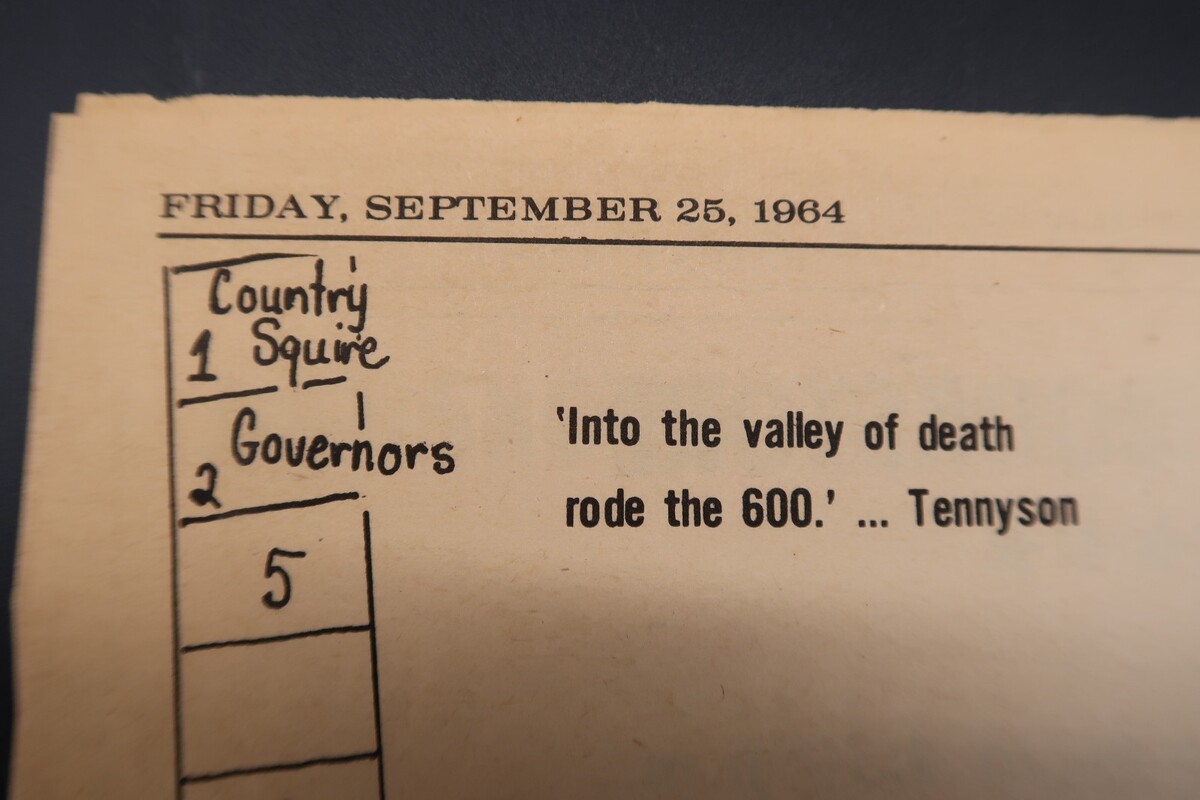 FRIDAY, SEPTEMBER 25, 1964
Country
1 Squire
Governors
2
5
'Into the valley of death
rode the 600.' ... Tennyson